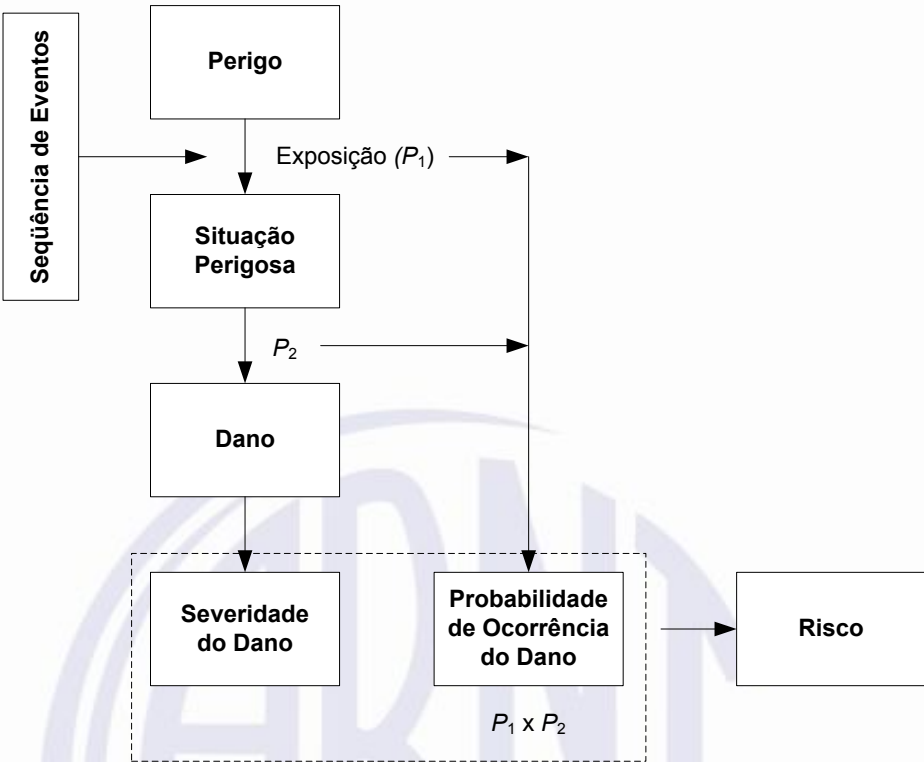 Seqüência de Eventos
Perigo
Exposição (P₁)
Situação
Perigosa
P₂
Dano
Severidade
do Dano
Probabilidade
de Ocorrência
do Dano
P₁ x P₂
Risco
ABNT